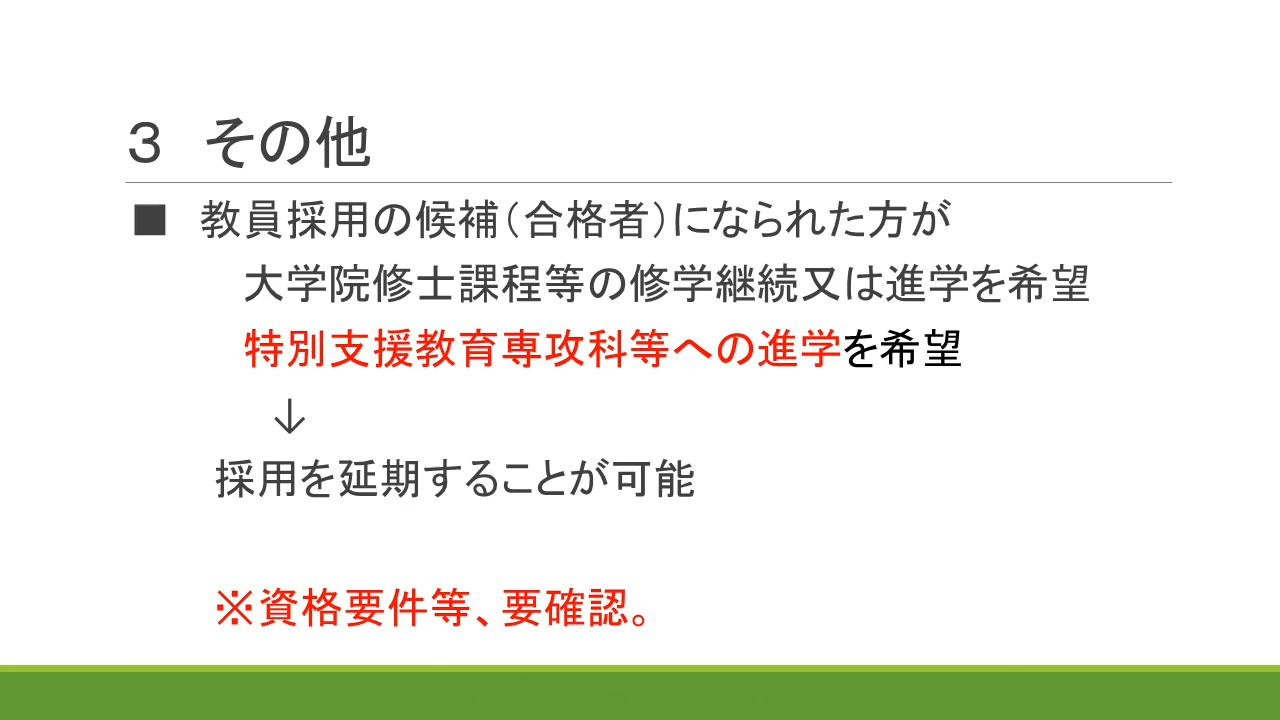 ３　その他
■　教員採用の候補（合格者）になられた方が
大学院修士課程等の修学継続又は進学を希望
特別支援教育専攻科等への進学を希望
↓
採用を延期することが可能
※資格要件等、要確認。